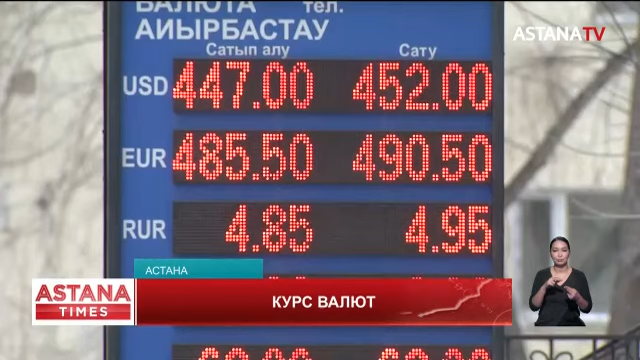 ВАЛЮТА тел.
АЙЫРБАСТАУ
Сатып алу Сату
USD 447.00 452.00
EUR 485.50 490.50
RUR 4.85 4.95
ASTANATV
АСТАНА
КУРС ВАЛЮТ
ASTANA
TIMES